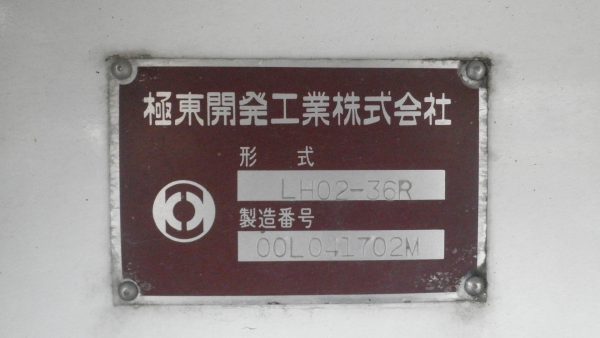 極東開発工業株式会社
形 式
LH02-36R
製造番号
00L041702M